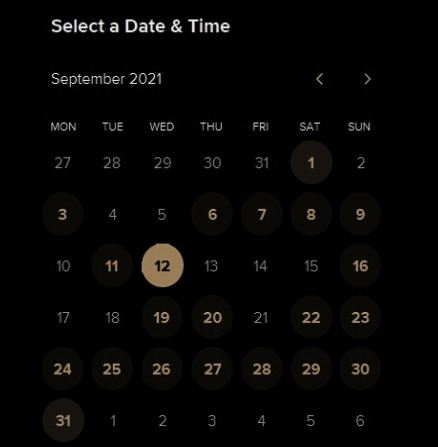 Select a Date & Time
September 2021
MON TUE WED THU FRI SAT SUN
27 28 29 30 31 1 2
3 4 5 6 7 8 9
10 11 12 13 14 15 16
17 18 19 20 21 22 23
24 25 26 27 28 29 30
31 1 2 3 4 5 6